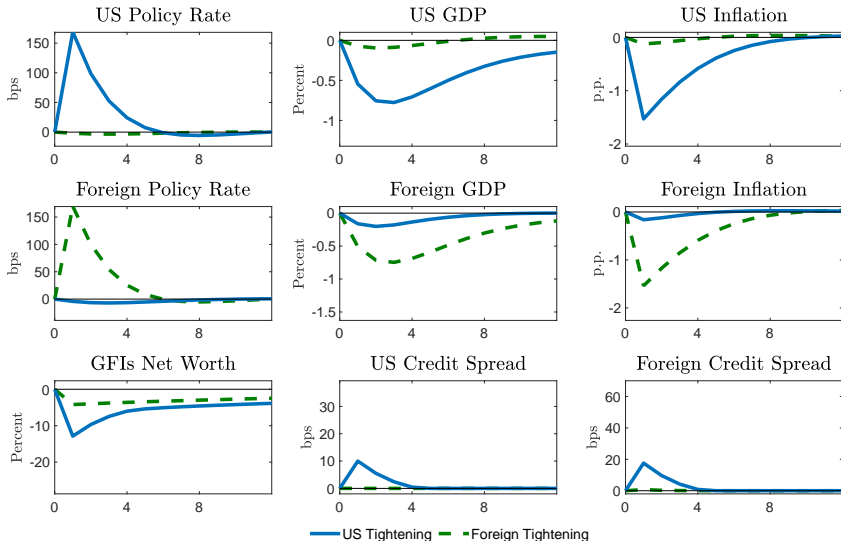 US Policy Rate
US GDP
US Inflation
150
100
50
0
bps
0
4
8
0
-0.5
-1
Percent
0
4
8
0
-1
-2
p.p.
0
4
8
Foreign Policy Rate
Foreign GDP
Foreign Inflation
150
100
50
0
bps
0
4
8
0
-0.5
-1
-1.5
Percent
0
4
8
0
-1
-2
p.p.
0
4
8
GFIs Net Worth
US Credit Spread
Foreign Credit Spread
0
-10
-20
Percent
0
4
8
30
20
10
0
bps
0
4
8
60
40
20
0
bps
0
4
8
US Tightening
Foreign Tightening